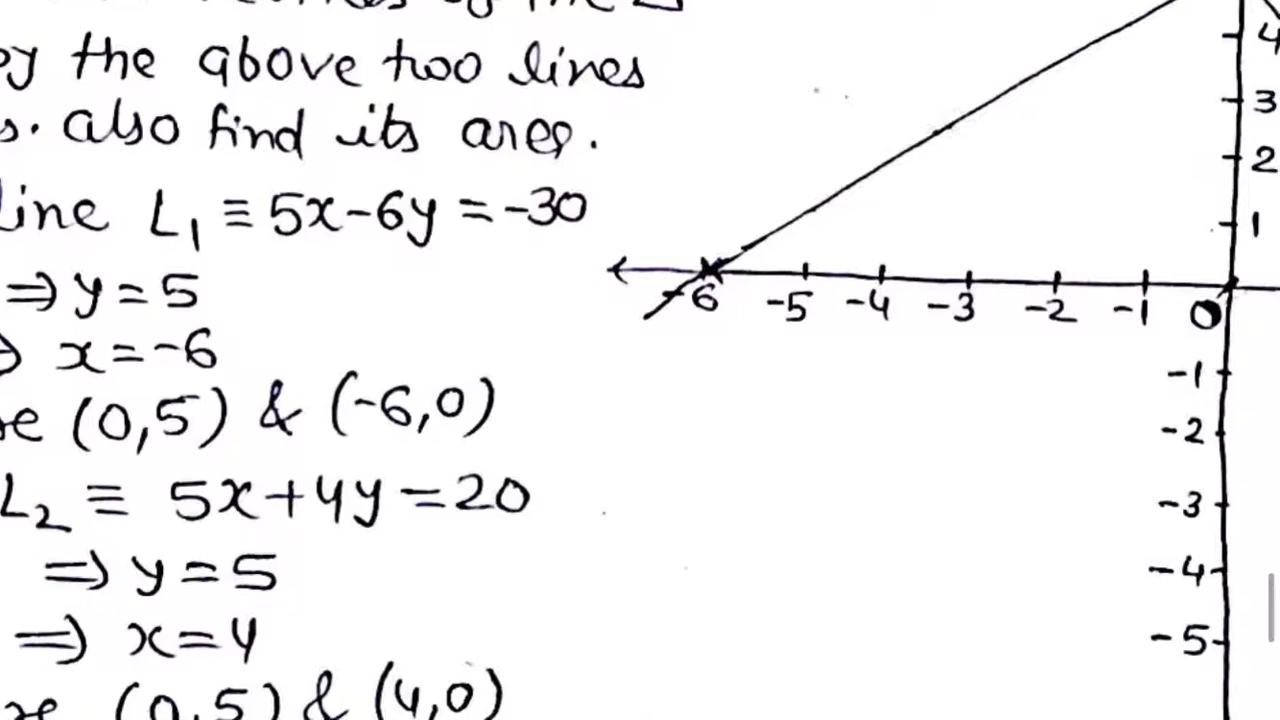 the
by the above two lines
also find its area.
line L₁ ≡ 5x-6y = -30
⇒ y = 5
⇒ x = -6
(0,5) & (-6,0)
L₂ ≡ 5x+4y = 20
⇒ y = 5
⇒ x = 4
(0,5) & (4,0)
4
3
2
1
-6 -5 -4 -3 -2 -1 0
-1
-2
-3
-4
-5